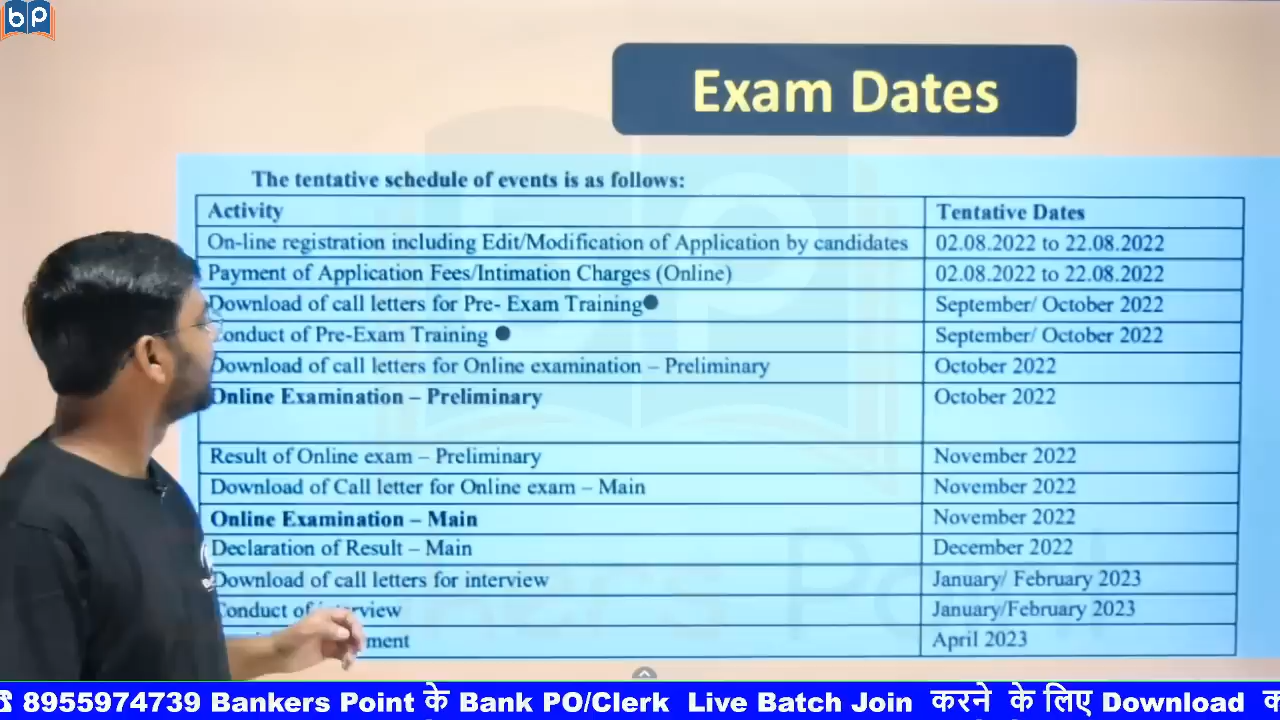 bp
Exam Dates
The tentative schedule of events is as follows:
Activity Tentative Dates
On-line registration including Edit/Modification of Application by candidates 02.08.2022 to 22.08.2022
Payment of Application Fees/Intimation Charges (Online) 02.08.2022 to 22.08.2022
Download of call letters for Pre- Exam Training● September/ October 2022
Conduct of Pre-Exam Training ● September/ October 2022
Download of call letters for Online examination – Preliminary October 2022
Online Examination – Preliminary October 2022
Result of Online exam – Preliminary November 2022
Download of Call letter for Online exam – Main November 2022
Online Examination – Main November 2022
Declaration of Result – Main December 2022
Download of call letters for interview January/ February 2023
Conduct of interview January/February 2023
ment April 2023
8955974739 Bankers Point के Bank PO/Clerk Live Batch Join करने के लिए Download